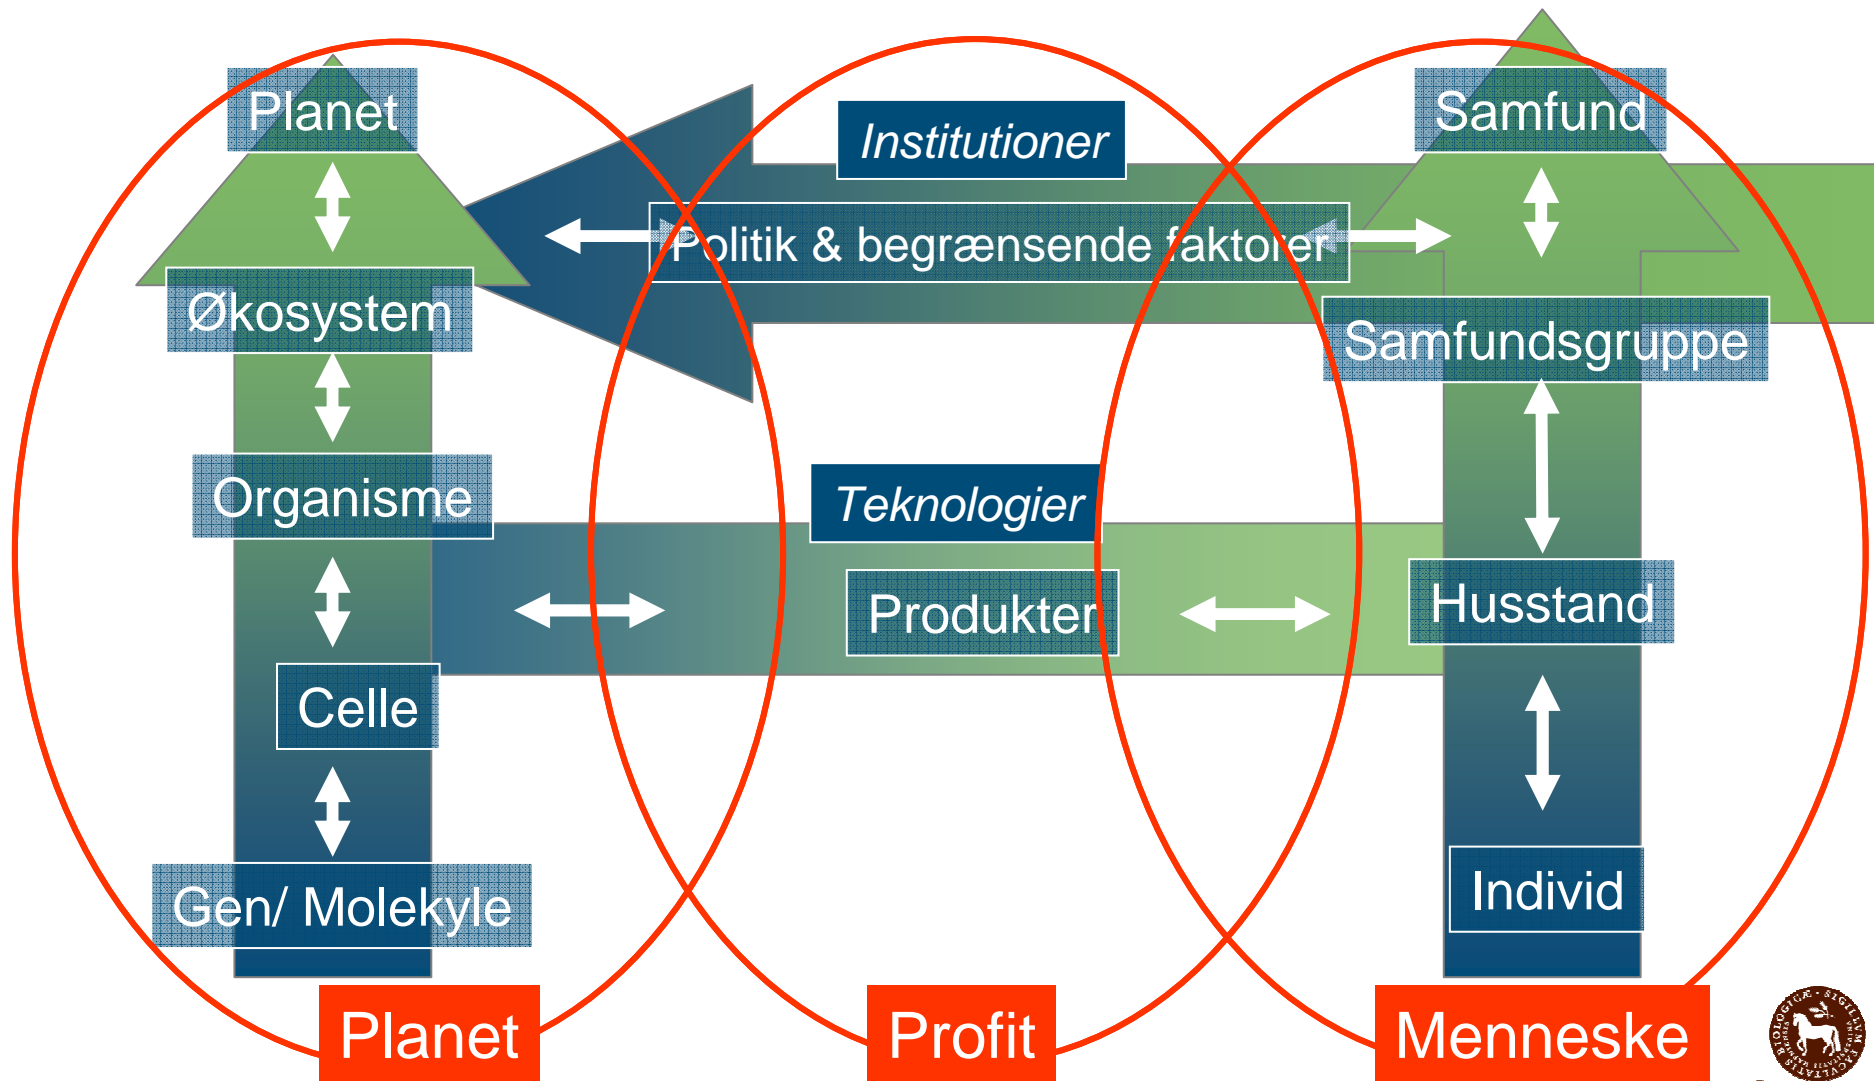 Planet
Økosystem
Organisme
Celle
Gen/ Molekyle
Institutioner
Politik & begrænsende faktorer
Teknologier
Produkter
Samfund
Samfundsgruppe
Husstand
Individ
Planet
Profit
Menneske